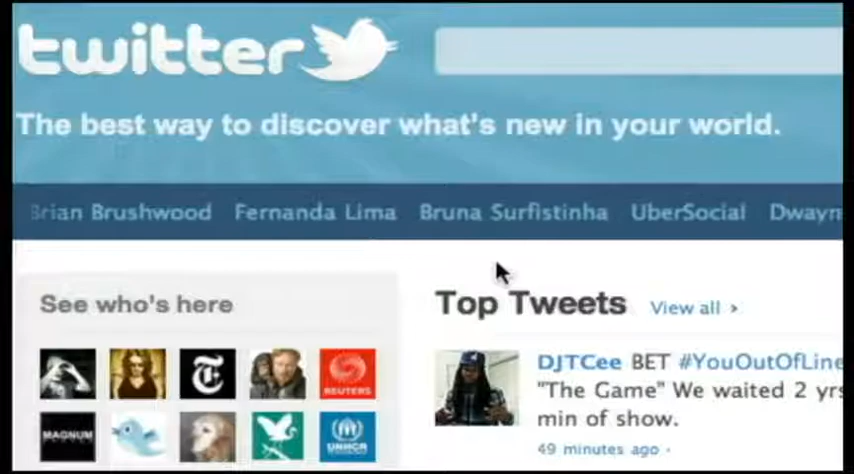 twitter
The best way to discover what's new in your world.
Brian Brushwood Fernanda Lima Bruna Surfistinha UberSocial Dwayn
See who's here
Top Tweets View all ›
DJTCee BET #YouOutOfLine
"The Game" We waited 2 yrs
min of show.
49 minutes ago
T
REUTERS
MAGNUM
UNHCR